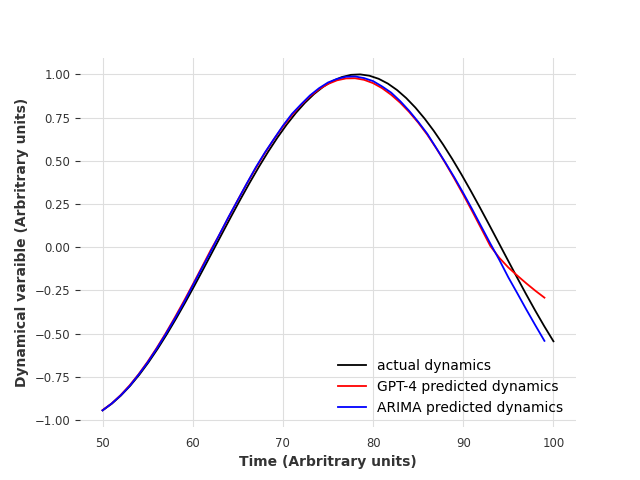 1.00
0.75
0.50
0.25
0.00
−0.25
−0.50
−0.75
−1.00
Dynamical varaible (Arbritrary units)
actual dynamics
GPT-4 predicted dynamics
ARIMA predicted dynamics
50 60 70 80 90 100
Time (Arbritrary units)